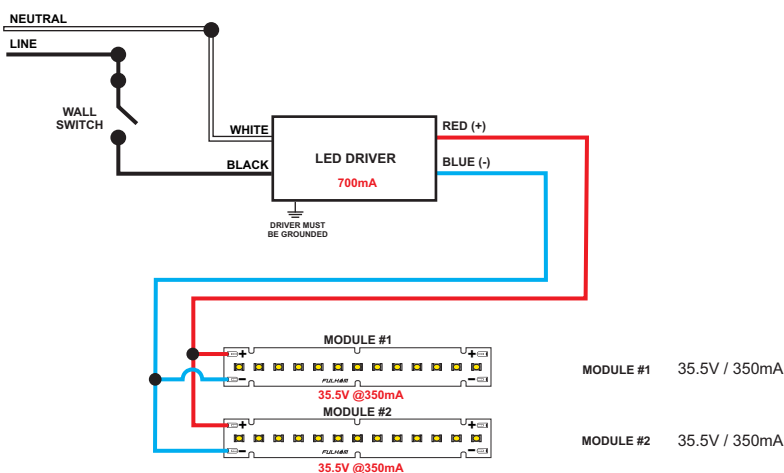 NEUTRAL
LINE
WALL
SWITCH
WHITE
BLACK
LED DRIVER
700mA
RED (+)
BLUE (-)
DRIVER MUST
BE GROUNDED
MODULE #1
+ +
- -
FULHAM
35.5V @350mA
MODULE #2
+ +
- -
FULHAM
35.5V @350mA
MODULE #1 35.5V / 350mA
MODULE #2 35.5V / 350mA